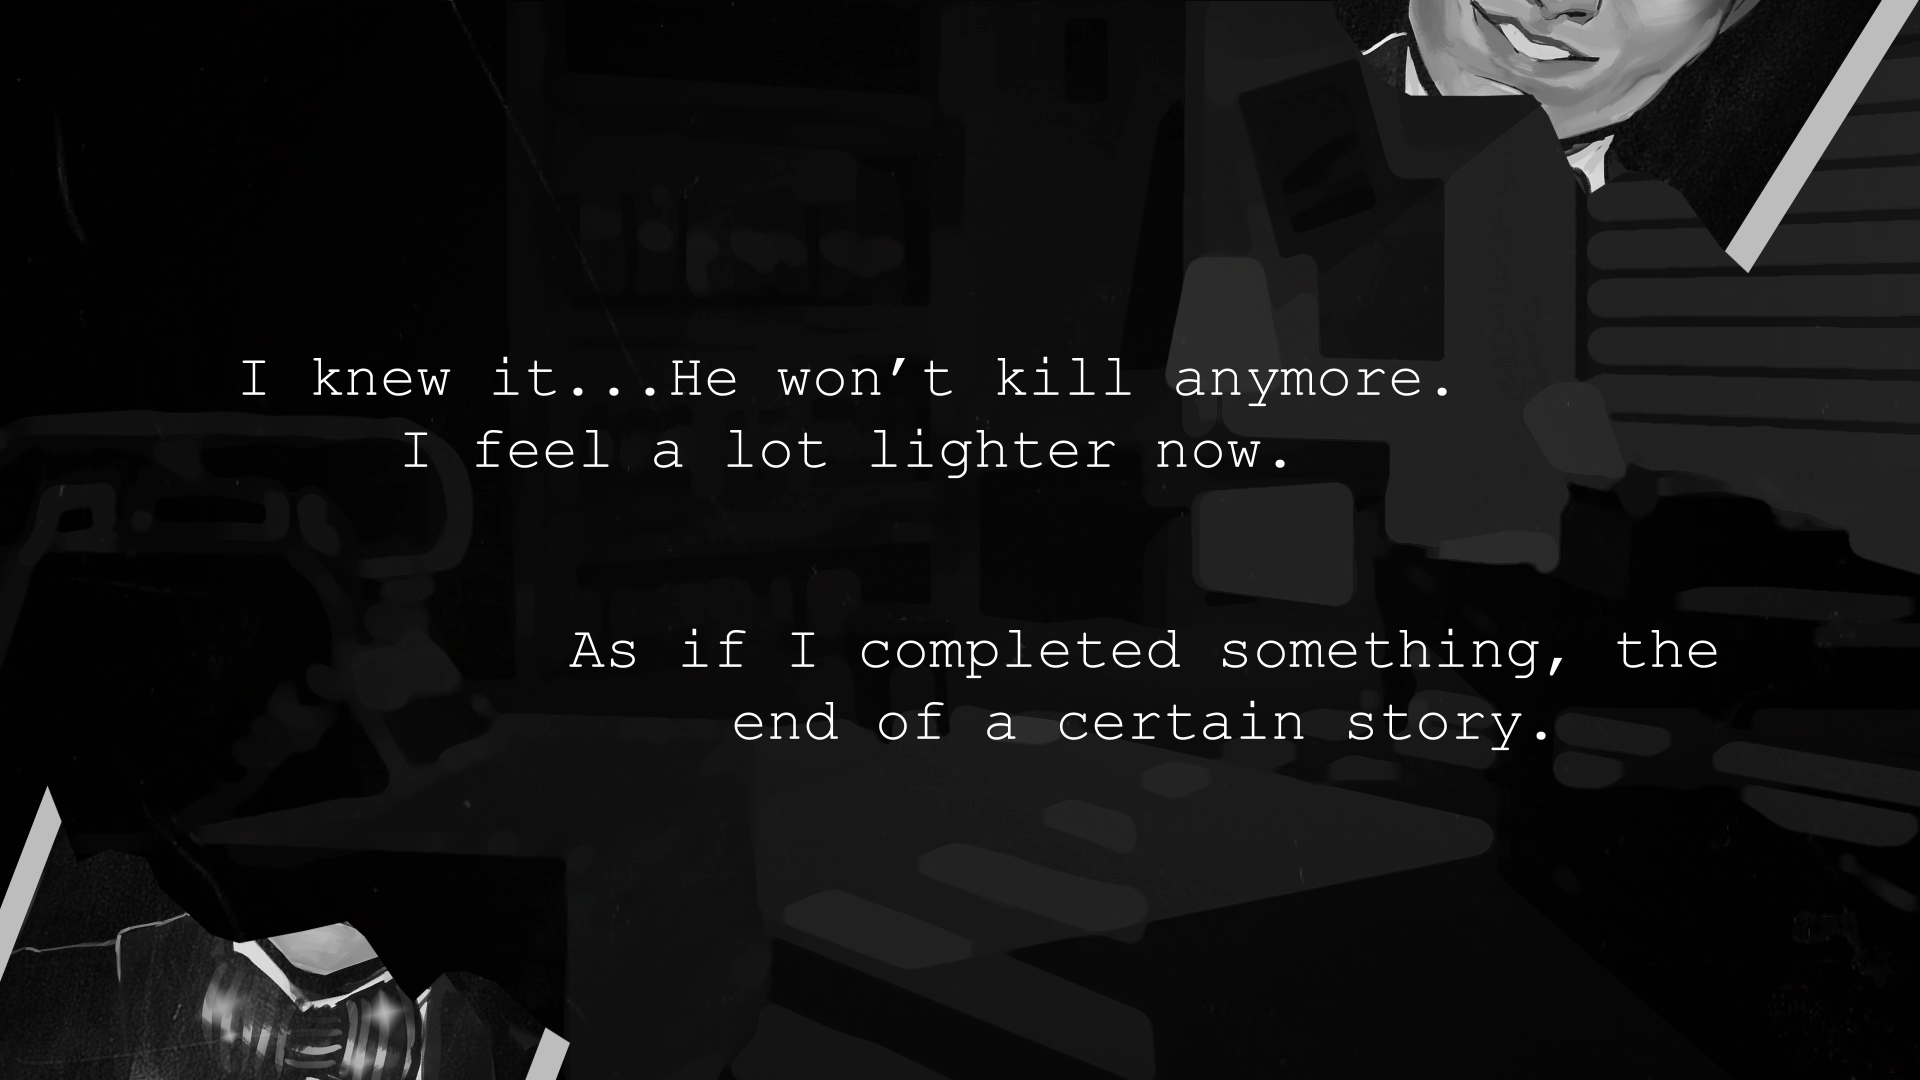 I knew it...He won’t kill anymore.
I feel a lot lighter now.
As if I completed something, the
end of a certain story.